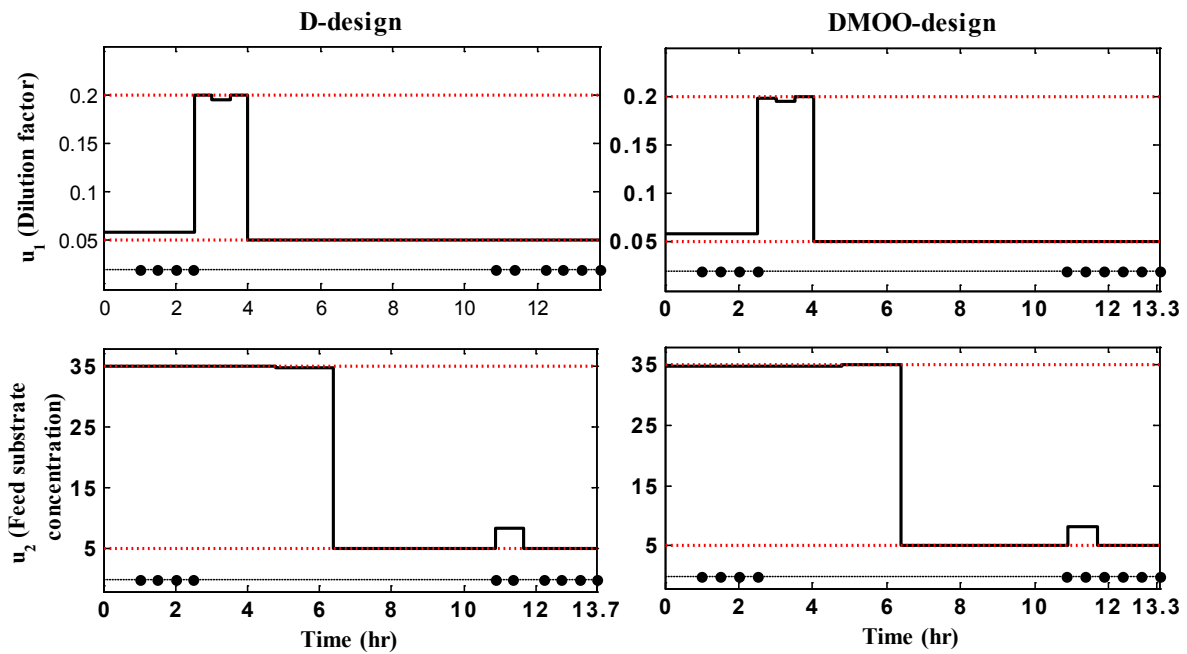 D-design
DMOO-design
u1 (Dilution factor)
0.2
0.15
0.1
0.05
0 2 4 6 8 10 12
0.2
0.15
0.1
0.05
0 2 4 6 8 10 12 13.3
u2 (Feed substrate
concentration)
35
25
15
5
0 2 4 6 8 10 12 13.7
Time (hr)
35
25
15
5
0 2 4 6 8 10 12 13.3
Time (hr)